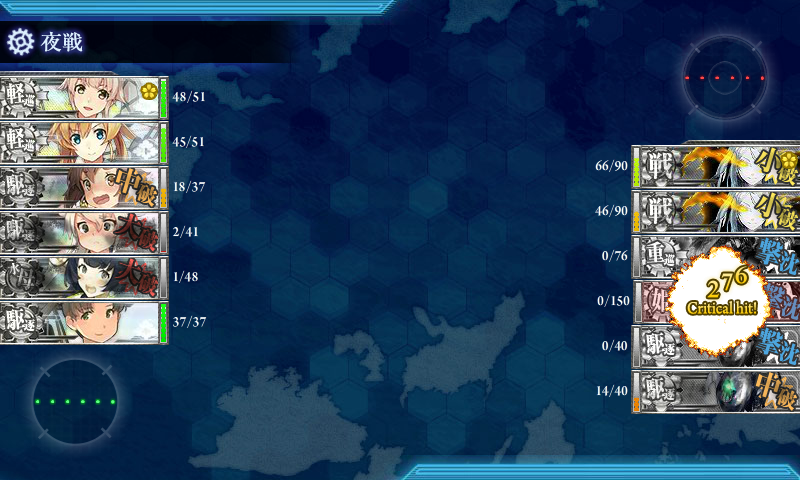 夜戦
軽巡
48/51
軽巡
45/51
駆逐 中破
18/37
駆逐 大破
2/41
大破
1/48
駆逐
37/37
戦 小破
66/90
戦 小破
46/90
重巡 撃沈
0/76
姫 撃沈
0/150
276
Critical hit!
駆逐 撃沈
0/40
駆逐 中破
14/40